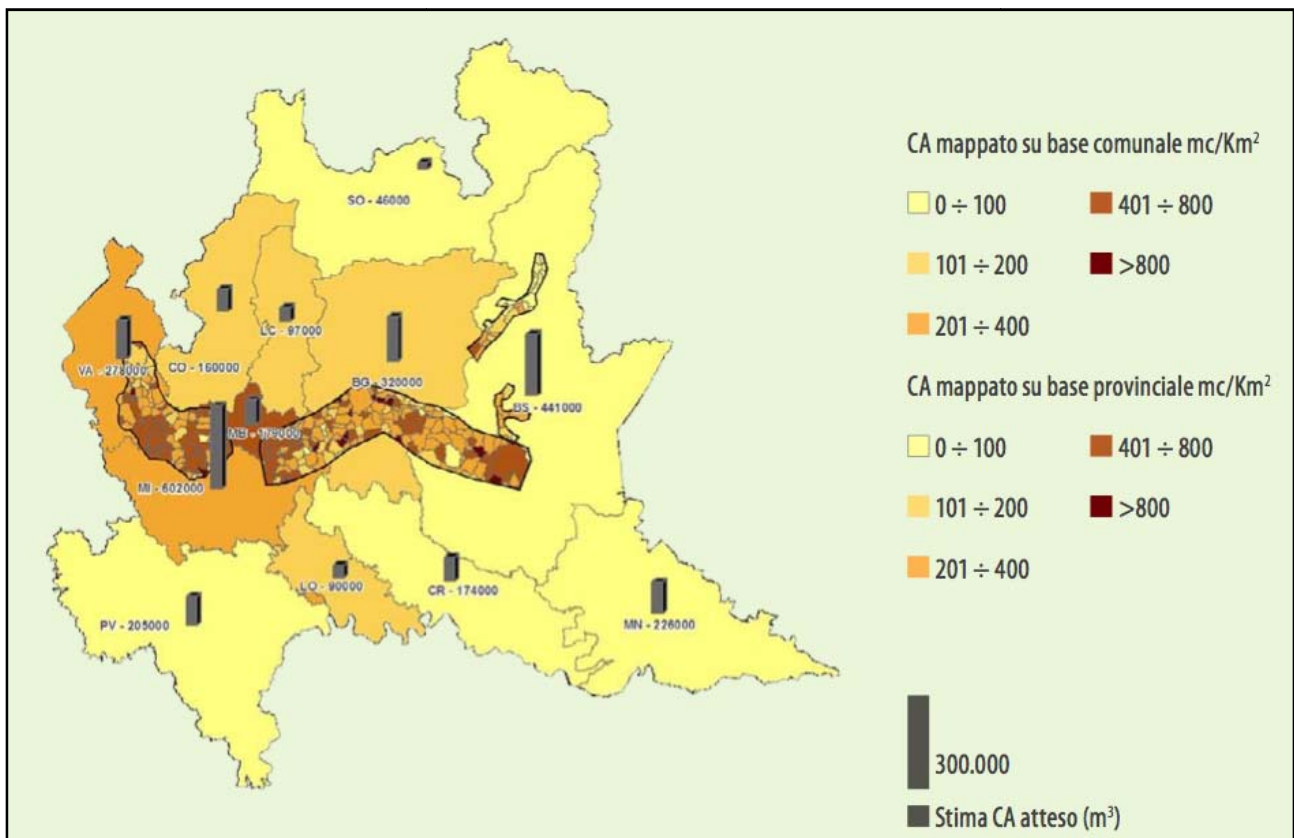 SO - 46000
LC - 97000
VA - 278000
CO - 160000
BG - 320000
BS - 441000
MB - 179000
MI - 602000
LO - 90000
CR - 174000
PV - 205000
MN - 226000
CA mappato su base comunale mc/Km²
0 ÷ 100
401 ÷ 800
101 ÷ 200
>800
201 ÷ 400
CA mappato su base provinciale mc/Km²
0 ÷ 100
401 ÷ 800
101 ÷ 200
>800
201 ÷ 400
300.000
Stima CA atteso (m³)